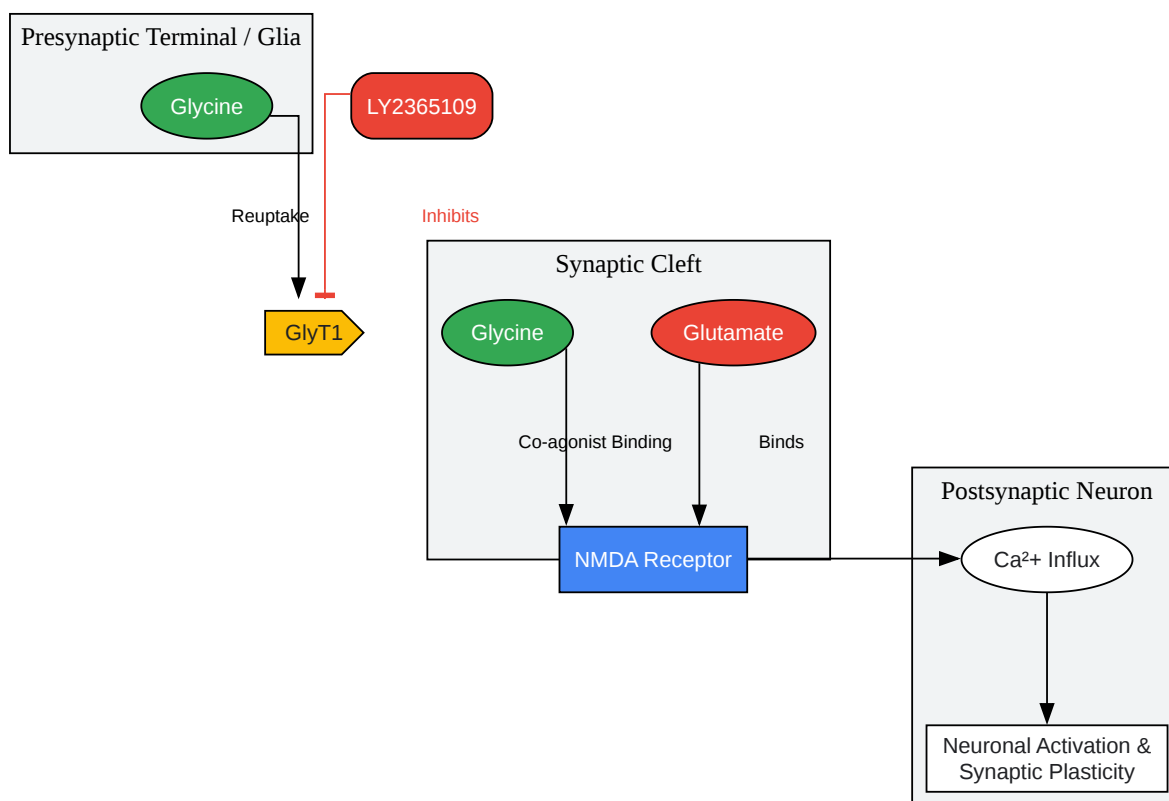 Presynaptic Terminal / Glia
Glycine
LY2365109
Reuptake
Inhibits
GlyT1
Synaptic Cleft
Glycine
Glutamate
Co-agonist Binding
Binds
NMDA Receptor
Postsynaptic Neuron
Ca²+ Influx
Neuronal Activation &
Synaptic Plasticity